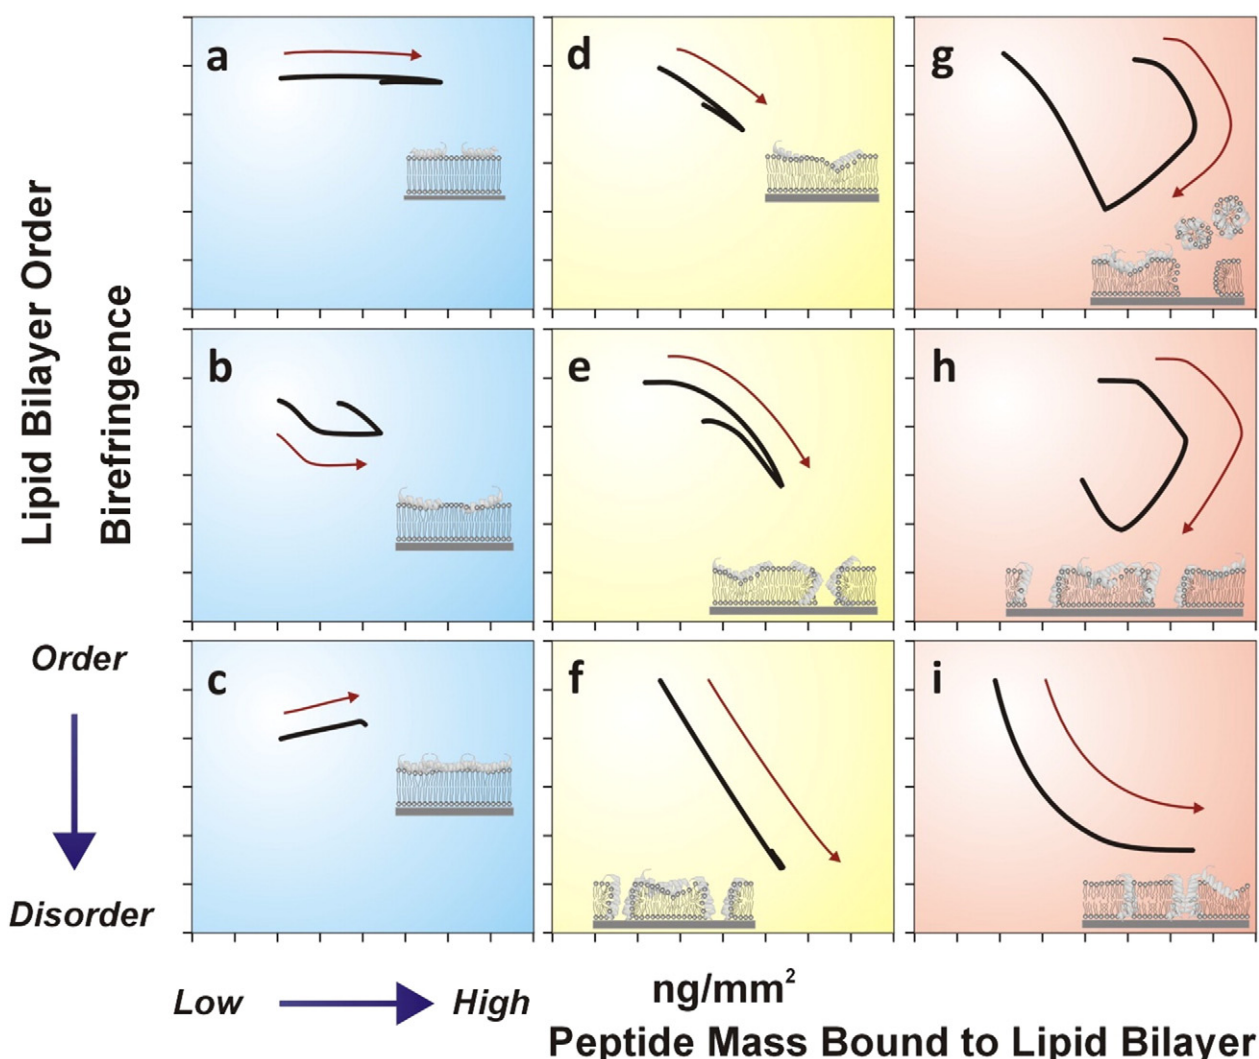 a
d
g
b
e
h
c
f
i
Lipid Bilayer Order
Birefringence
Order
Disorder
Low
High
ng/mm²
Peptide Mass Bound to Lipid Bilayer